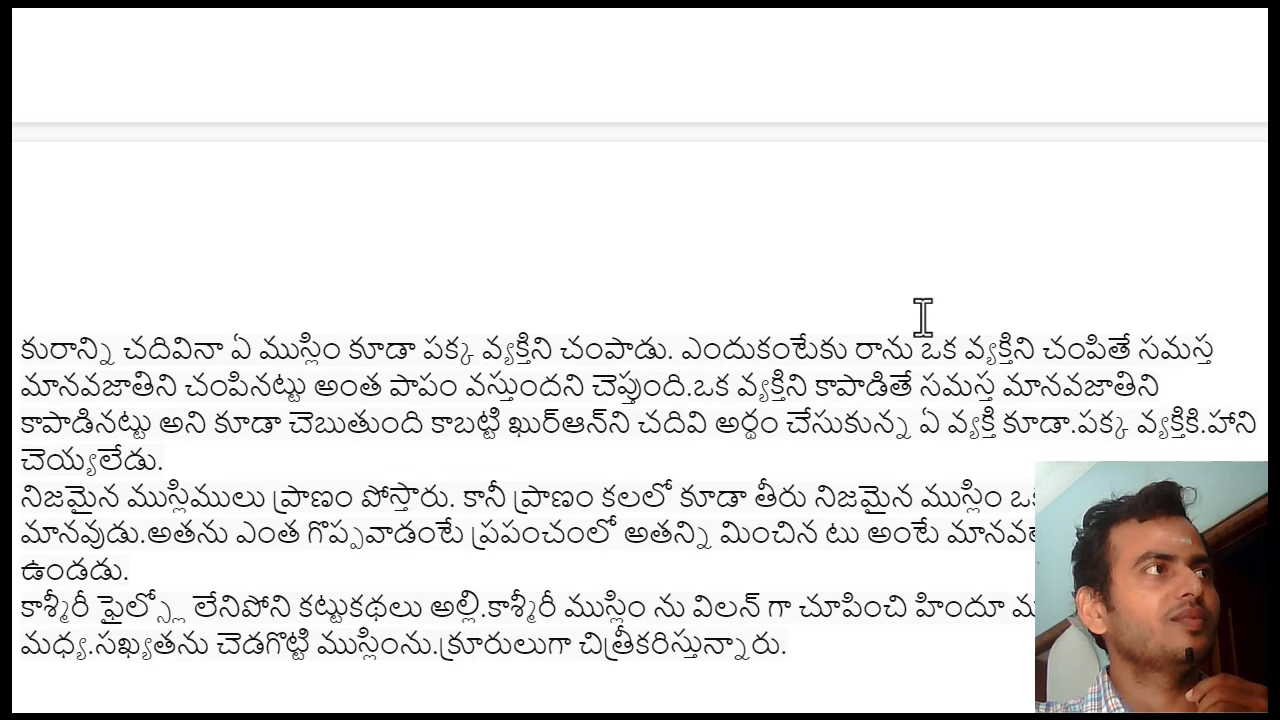 కురాన్ని చదివినా ఏ ముస్లిం కూడా పక్క వ్యక్తిని చంపాడు. ఎందుకంటేకు రాను ఒక వ్యక్తిని చంపితే సమస్త
మానవజాతిని చంపినట్టు అంత పాపం వస్తుందని చెప్తుంది.ఒక వ్యక్తిని కాపాడితే సమస్త మానవజాతిని
కాపాడినట్టు అని కూడా చెబుతుంది కాబట్టి ఖుర్ఆన్‌ని చదివి అర్థం చేసుకున్న ఏ వ్యక్తి కూడా.పక్క వ్యక్తికి.హాని
చెయ్యలేడు.
నిజమైన ముస్లిములు ప్రాణం పోస్తారు. కానీ ప్రాణం కలలో కూడా తీరు నిజమైన ముస్లిం
మానవుడు.అతను ఎంత గొప్పవాడంటే ప్రపంచంలో అతన్ని మించిన టు అంటే
ఉండడు.
కాశ్మీరీ ఫైల్స్లో లేనిపోని కట్టుకథలు అల్లి.కాశ్మీరీ ముస్లిం ను విలన్ గా చూపించి హిందూ
మధ్య.సఖ్యతను చెడగొట్టి ముస్లింను.క్రూరులుగా చిత్రీకరిస్తున్నారు.